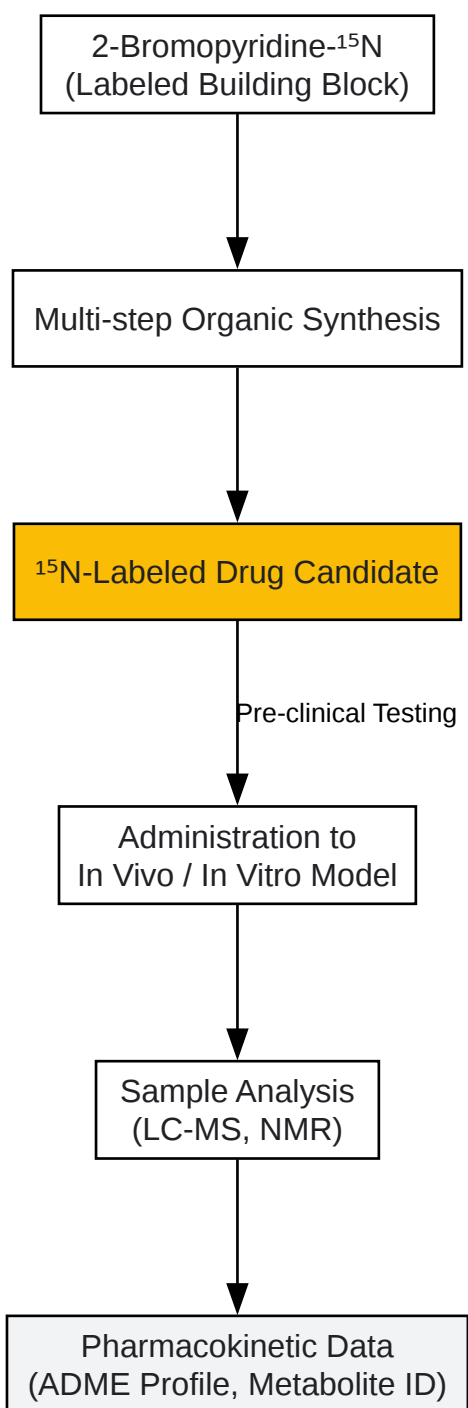 2-Bromopyridine-¹⁵N
(Labeled Building Block)
Multi-step Organic Synthesis
¹⁵N-Labeled Drug Candidate
Pre-clinical Testing
Administration to
In Vivo / In Vitro Model
Sample Analysis
(LC-MS, NMR)
Pharmacokinetic Data
(ADME Profile, Metabolite ID)